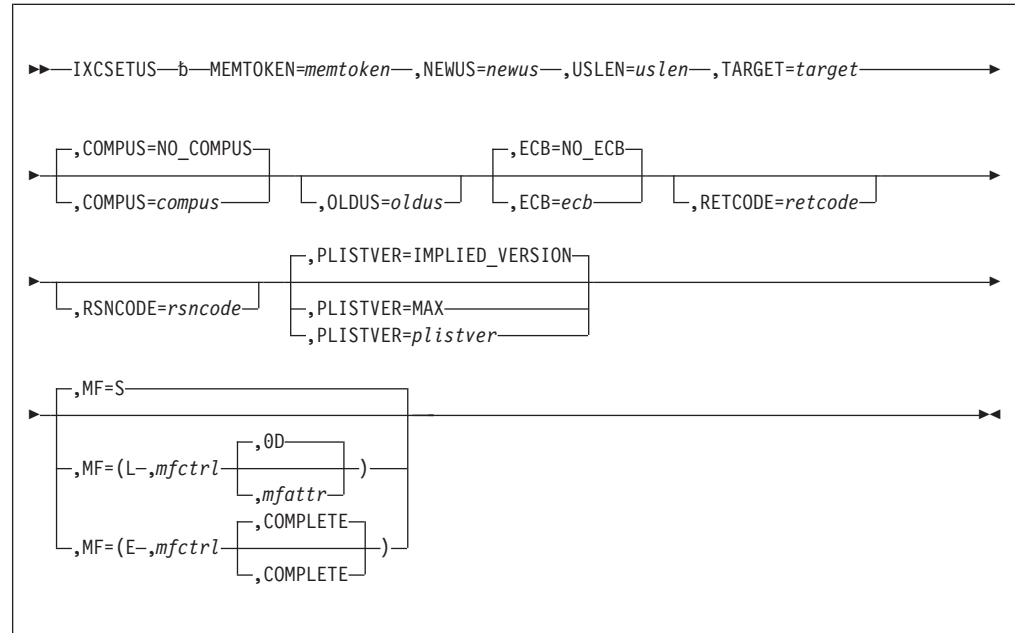 IXCSETUS ƀ MEMTOKEN=memtoken ,NEWUS=newus ,USLEN=uslen ,TARGET=target
,COMPUS=NO_COMPUS ,ECB=NO_ECB
,COMPUS=compus ,OLDUS=oldus ,ECB=ecb ,RETCODE=retcode
,PLISTVER=IMPLIED_VERSION
,RSNCODE=rsncode ,PLISTVER=MAX
,PLISTVER=plistver
,MF=S
,0D
,MF=(L ,mfctrl )
,mfattr
,COMPLETE
,MF=(E ,mfctrl )
,COMPLETE